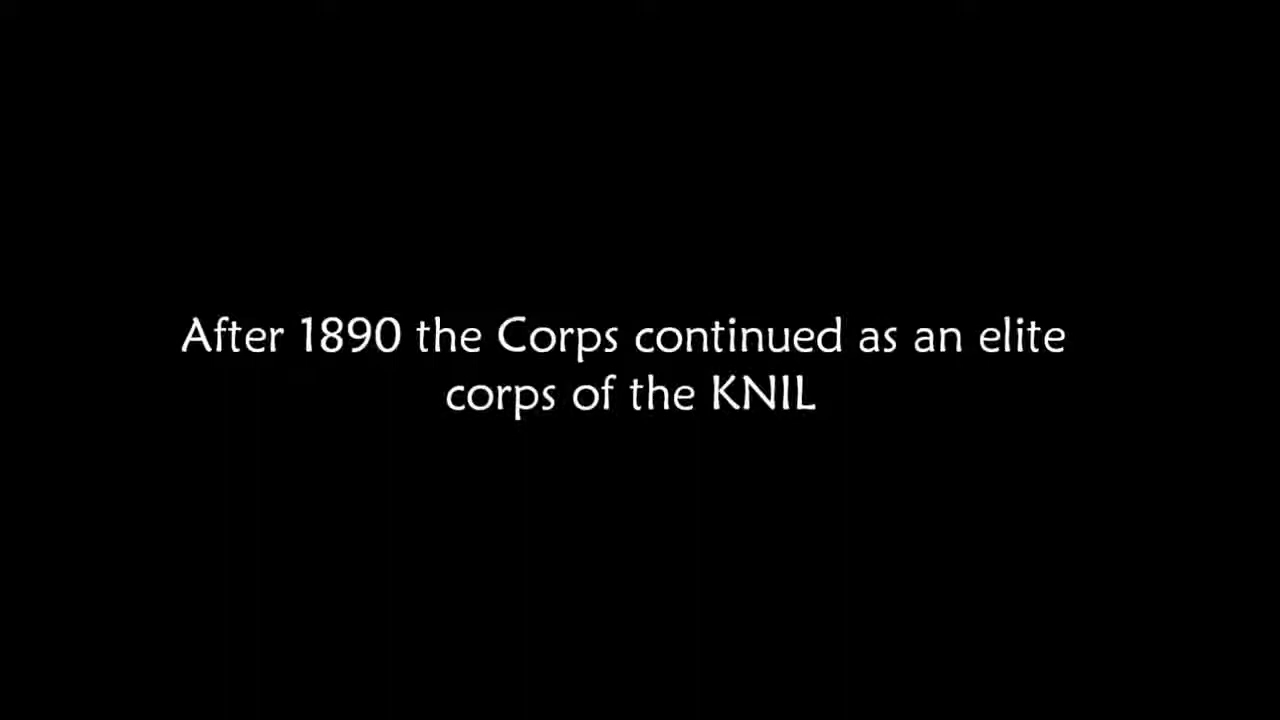 After 1890 the Corps continued as an elite
corps of the KNIL